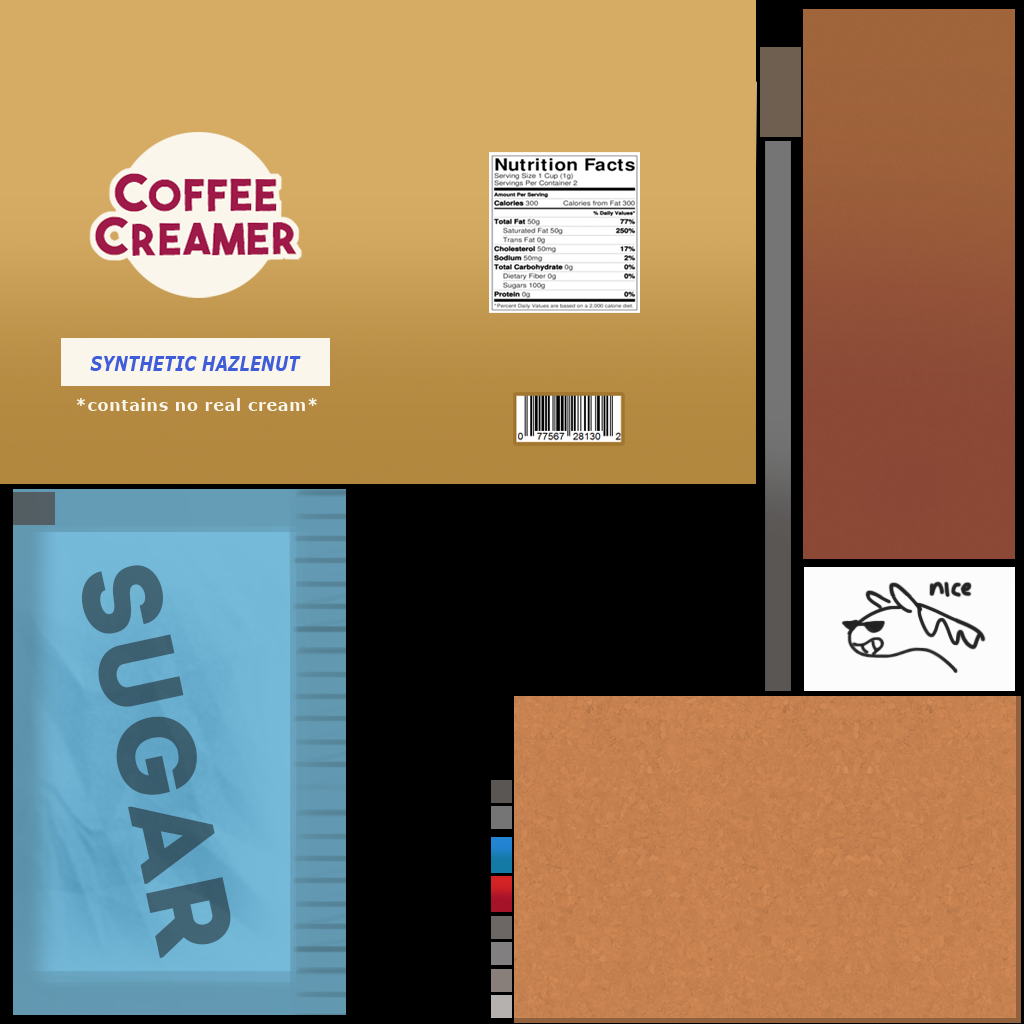 COFFEE
CREAMER
SYNTHETIC HAZLENUT
*contains no real cream*
Nutrition Facts
Serving Size 1 Cup (1g)
Servings Per Container 2
Amount Per Serving
Calories 300 Calories from Fat 300
% Daily Values*
Total Fat 50g 77%
Saturated Fat 50g 250%
Trans Fat 0g
Cholesterol 50mg 17%
Sodium 50mg 2%
Total Carbohydrate 0g 0%
Dietary Fiber 0g 0%
Sugars 100g
Protein 0g 0%
*Percent Daily Values are based on a 2,000 calorie diet.
0 77567 28130 2
nice
SUGAR